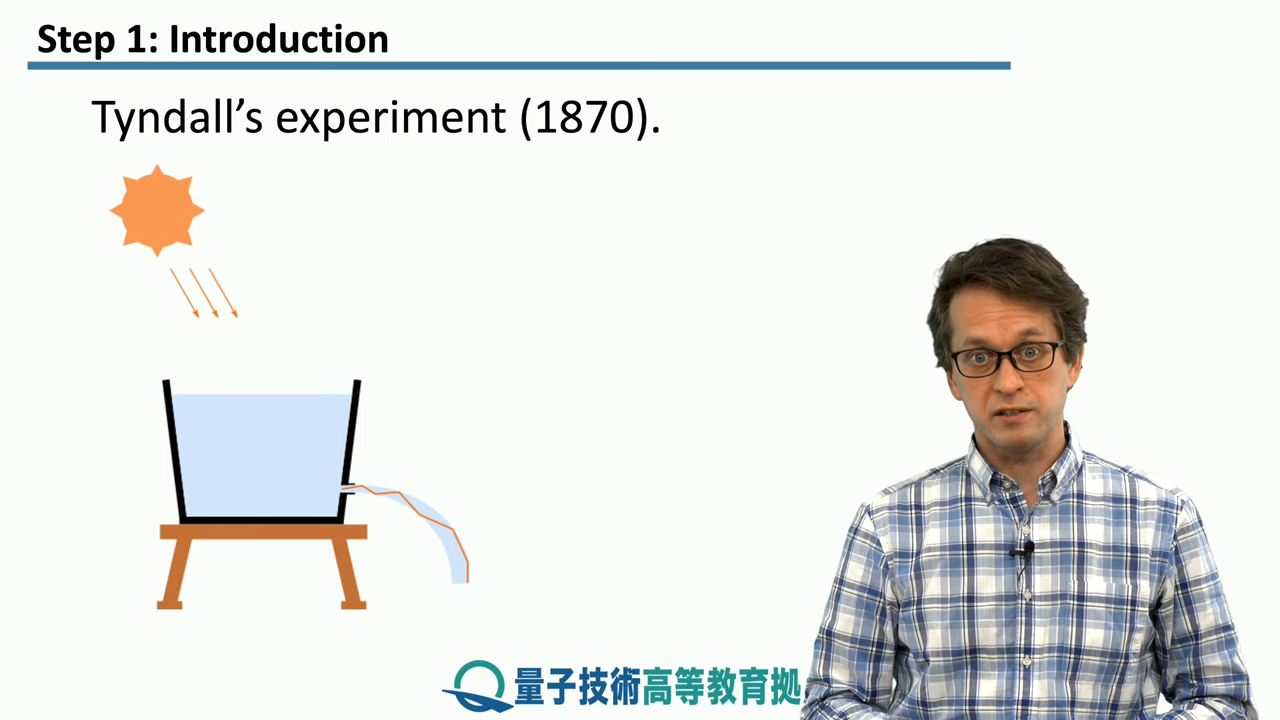 Step 1: Introduction
Tyndall’s experiment (1870).
量子技術高等教育拠